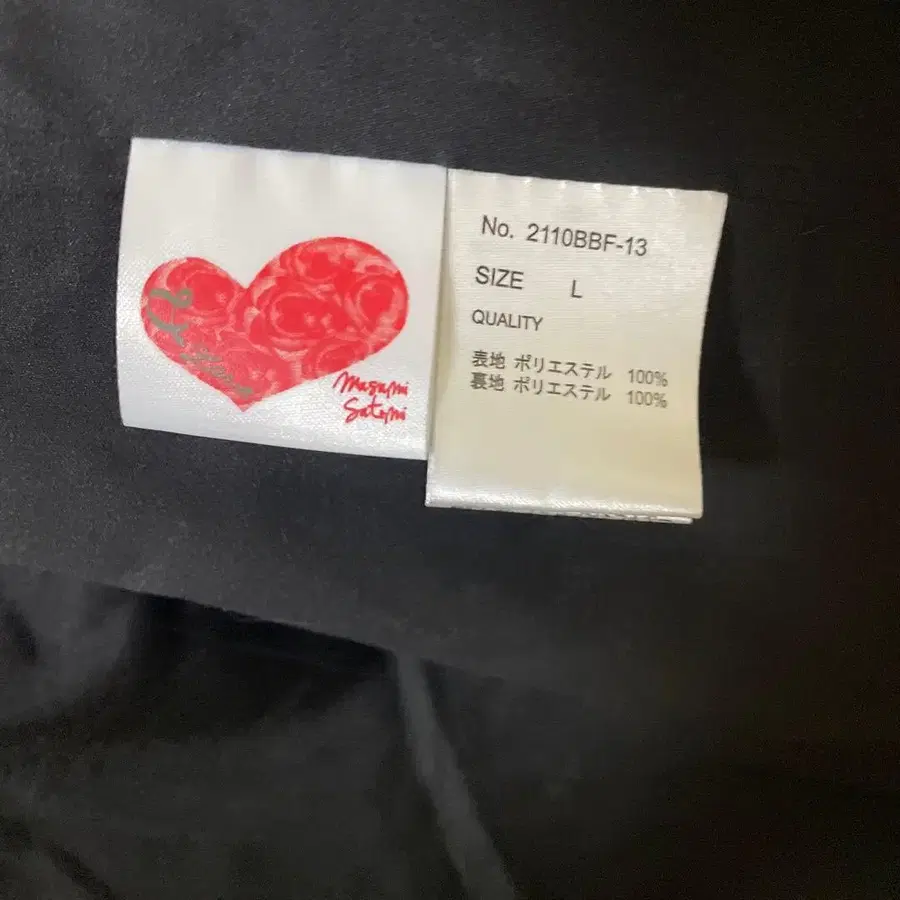 Masami
Satomi
No. 2110BBF-13
SIZE L
QUALITY
表地 ポリエステル 100%
裏地 ポリエステル 100%